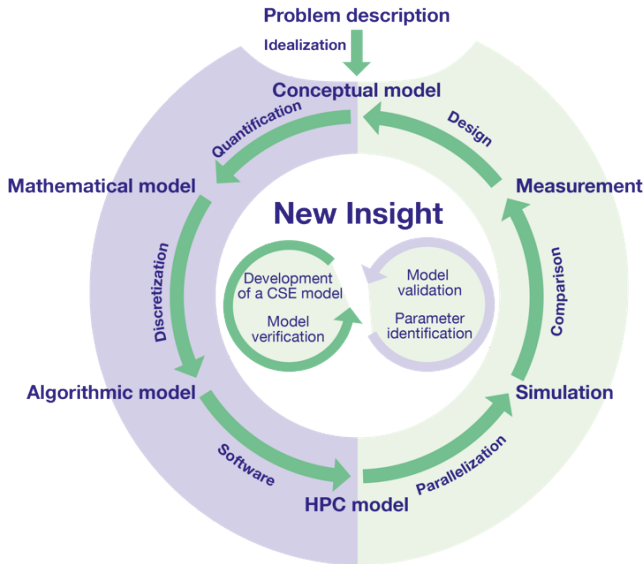 Problem description
Idealization
Conceptual model
Quantification
Design
Mathematical model
Measurement
New Insight
Development
of a CSE model
Model
verification
Model
validation
Parameter
identification
Discretization
Comparison
Algorithmic model
Simulation
Software
Parallelization
HPC model